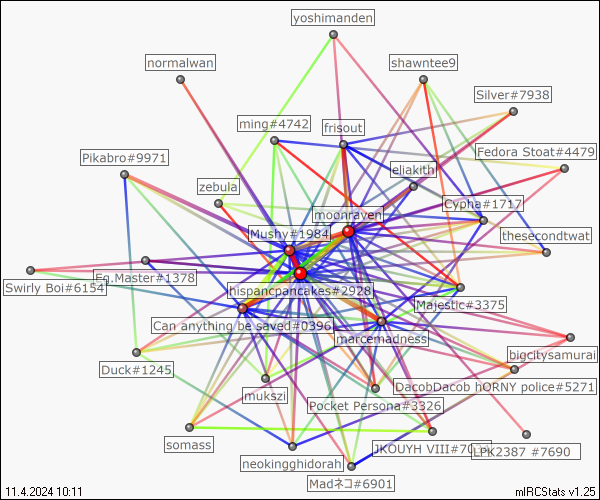 yoshimanden
normalwan
shawntee9
Silver#7938
ming#4742
frisout
Fedora Stoat#4479
Pikabro#9971
eliakith
zebula
Cypha#1717
moonraven
Mushy#1984
thesecondtwat
Swirly Boi#6154
Eg.Master#1378
hispancpancakes#2928
Majestic#3375
Can anything be saved#0396
marcemadness
bigcitysamurai
Duck#1245
DacobDacob hORNY police#5271
mukszi
Pocket Persona#3326
somass
JKOUYH VIII#70
LPK2387 #7690
neokingghidorah
Madネコ#6901
11.4.2024 10:11
mIRCStats v1.25